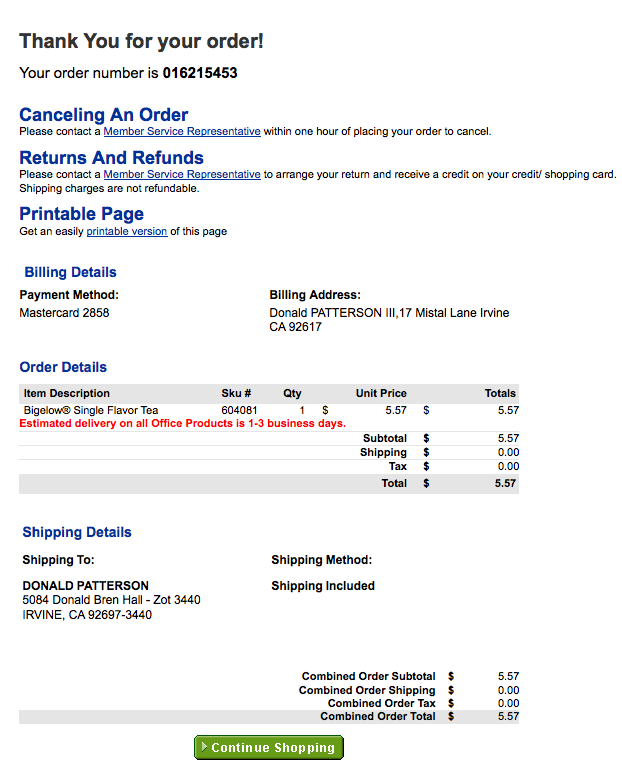 Thank You for your order!
Your order number is 016215453
Canceling An Order
Please contact a Member Service Representative within one hour of placing your order to cancel.
Returns And Refunds
Please contact a Member Service Representative to arrange your return and receive a credit on your credit/ shopping card.
Shipping charges are not refundable.
Printable Page
Get an easily printable version of this page
Billing Details
Payment Method: Billing Address:
Mastercard 2858 Donald PATTERSON III,17 Mistal Lane Irvine
CA 92617
Order Details
Item Description Sku # Qty Unit Price Totals
Bigelow® Single Flavor Tea 604081 1 $ 5.57 $ 5.57
Estimated delivery on all Office Products is 1-3 business days.
Subtotal $ 5.57
Shipping $ 0.00
Tax $ 0.00
Total $ 5.57
Shipping Details
Shipping To: Shipping Method:
DONALD PATTERSON Shipping Included
5084 Donald Bren Hall - Zot 3440
IRVINE, CA 92697-3440
Combined Order Subtotal $ 5.57
Combined Order Shipping $ 0.00
Combined Order Tax $ 0.00
Combined Order Total $ 5.57
Continue Shopping